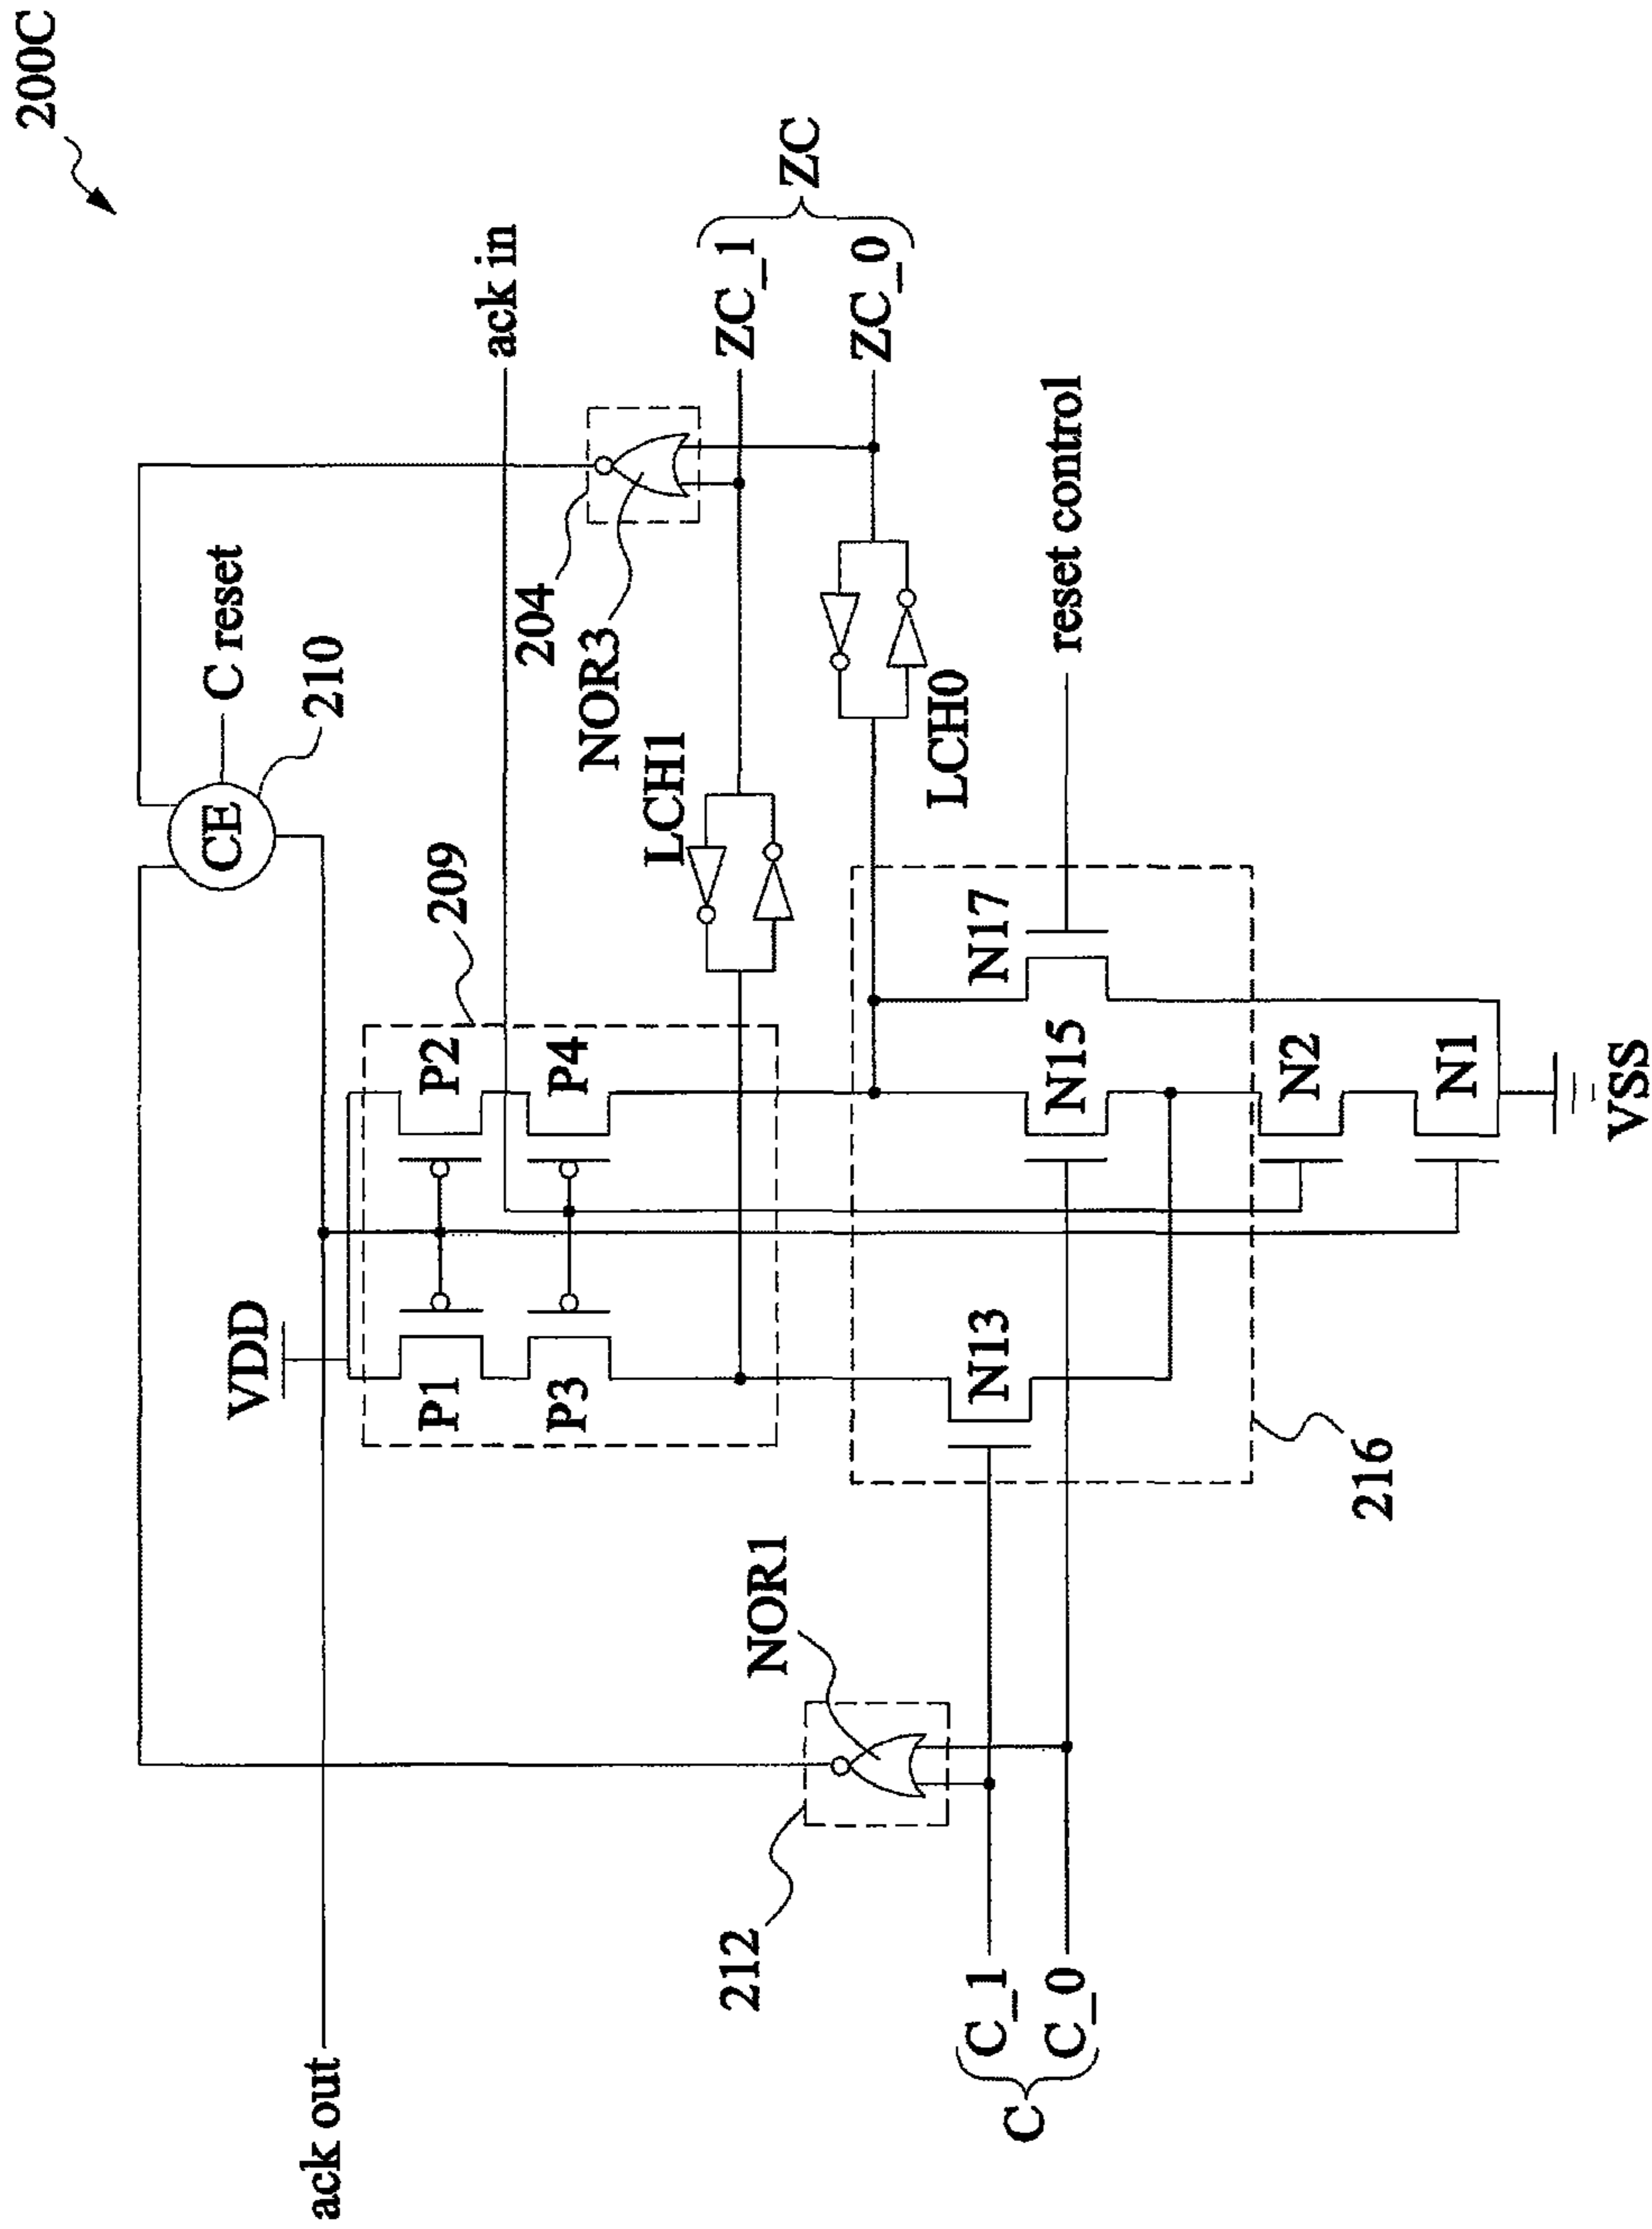 200C
ack out
VDD
CE
C reset
210
209
P1
P2
P3
P4
ack in
204
NOR3
LCH1
ZC_1
ZC_0
ZC
LCH0
212
NOR1
C_1
C_0
C
N13
N15
N17
reset control
216
N2
N1
VSS